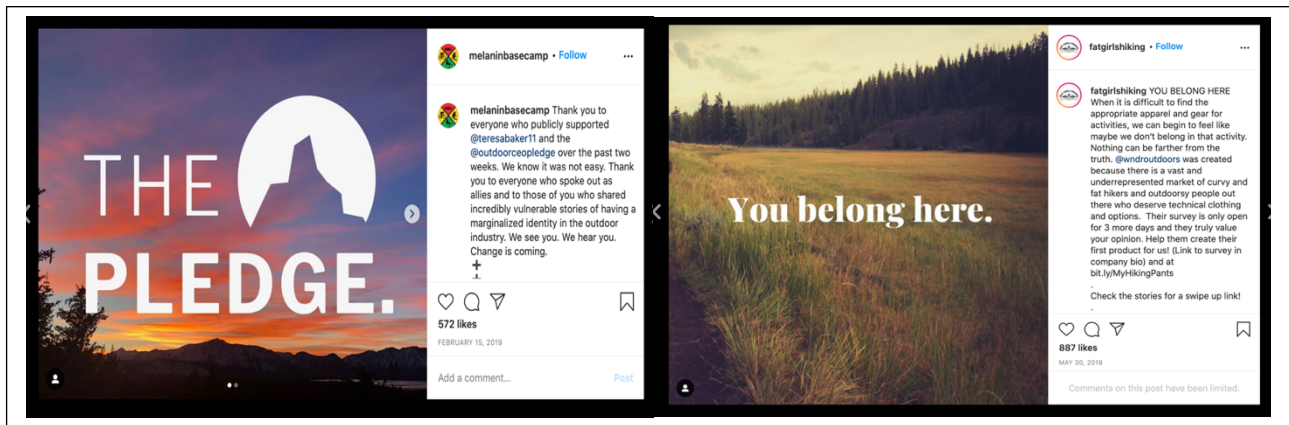 THE
PLEDGE.
melaninbasecamp • Follow
...
melaninbasecamp Thank you to
everyone who publicly supported
@teresabaker11 and the
@outdoorceopledge over the past two
weeks. We know it was not easy. Thank
you to everyone who spoke out as
allies and to those of you who shared
incredibly vulnerable stories of having a
marginalized identity in the outdoor
industry. We see you. We hear you.
Change is coming.
572 likes
FEBRUARY 15, 2019
Add a comment...
Post
You belong here.
fatgirlshiking • Follow
...
fatgirlshiking YOU BELONG HERE
When it is difficult to find the
appropriate apparel and gear for
activities, we can begin to feel like
maybe we don't belong in that activity.
Nothing can be farther from the
truth. @wndroutdoors was created
because there is a vast and
underrepresented market of curvy and
fat hikers and outdoorsy people out
there who deserve technical clothing
and options. Their survey is only open
for 3 more days and they truly value
your opinion. Help them create their
first product for us! (Link to survey in
company bio) and at
bit.ly/MyHikingPants
.
Check the stories for a swipe up link!
.
887 likes
MAY 30, 2019
Comments on this post have been limited.